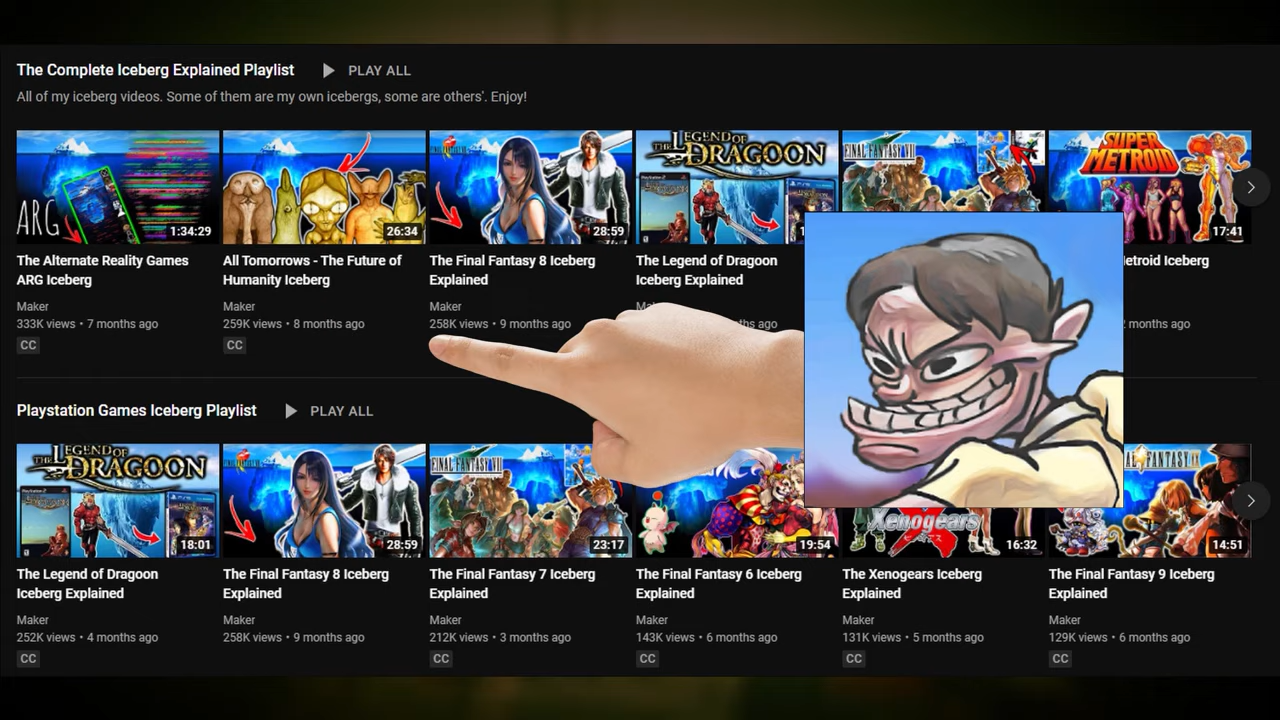 The Complete Iceberg Explained Playlist PLAY ALL
All of my iceberg videos. Some of them are my own icebergs, some are others'. Enjoy!
ARG
1:34:29
26:34
28:59
THE LEGEND OF DRAGOON
FINAL FANTASY VII
SUPER METROID
17:41
The Alternate Reality Games ARG Iceberg
All Tomorrows - The Future of Humanity Iceberg
The Final Fantasy 8 Iceberg Explained
The Legend of Dragoon Iceberg Explained
Iceberg
Maker
333K views • 7 months ago
CC
Maker
259K views • 8 months ago
CC
Maker
258K views • 9 months ago
months ago
Playstation Games Iceberg Playlist PLAY ALL
THE LEGEND OF DRAGOON
18:01
28:59
FINAL FANTASY VII
23:17
19:54
Xenogears
16:32
14:51
The Legend of Dragoon Iceberg Explained
The Final Fantasy 8 Iceberg Explained
The Final Fantasy 7 Iceberg Explained
The Final Fantasy 6 Iceberg Explained
The Xenogears Iceberg Explained
The Final Fantasy 9 Iceberg Explained
Maker
252K views • 4 months ago
CC
Maker
258K views • 9 months ago
Maker
212K views • 3 months ago
CC
Maker
143K views • 6 months ago
CC
Maker
131K views • 5 months ago
CC
Maker
129K views • 6 months ago
CC